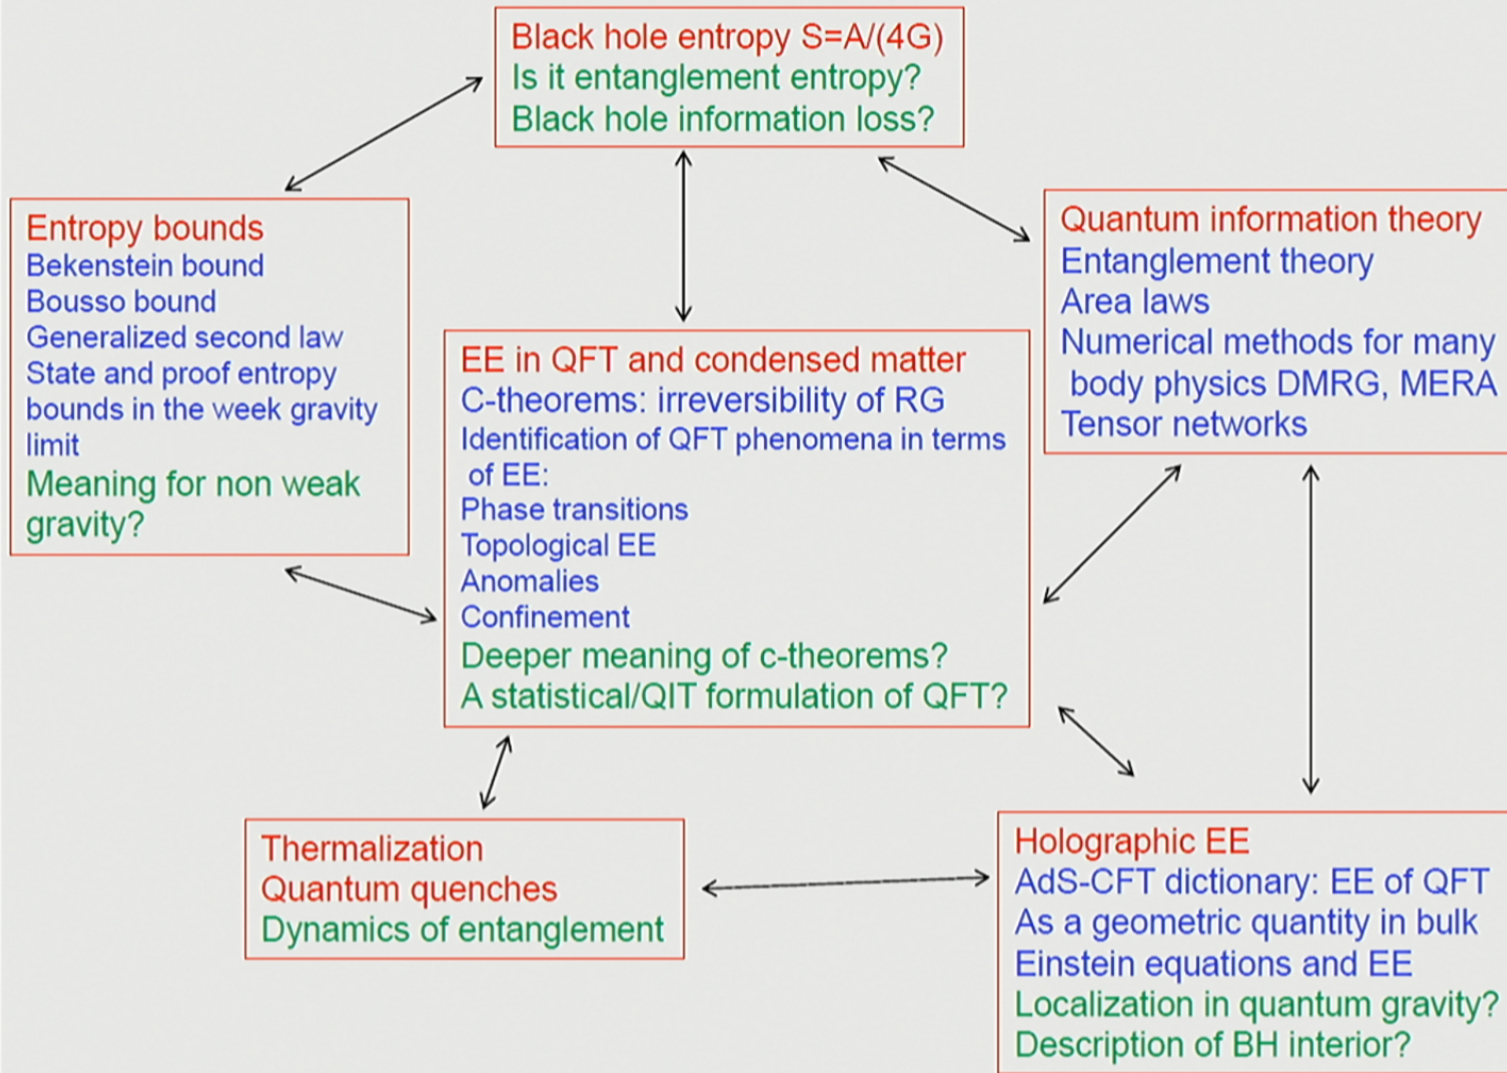 Black hole entropy S=A/(4G)
Is it entanglement entropy?
Black hole information loss?
Entropy bounds
Bekenstein bound
Bousso bound
Generalized second law
State and proof entropy
bounds in the week gravity
limit
Meaning for non weak
gravity?
Quantum information theory
Entanglement theory
Area laws
Numerical methods for many
body physics DMRG, MERA
Tensor networks
EE in QFT and condensed matter
C-theorems: irreversibility of RG
Identification of QFT phenomena in terms
of EE:
Phase transitions
Topological EE
Anomalies
Confinement
Deeper meaning of c-theorems?
A statistical/QIT formulation of QFT?
Thermalization
Quantum quenches
Dynamics of entanglement
Holographic EE
AdS-CFT dictionary: EE of QFT
As a geometric quantity in bulk
Einstein equations and EE
Localization in quantum gravity?
Description of BH interior?